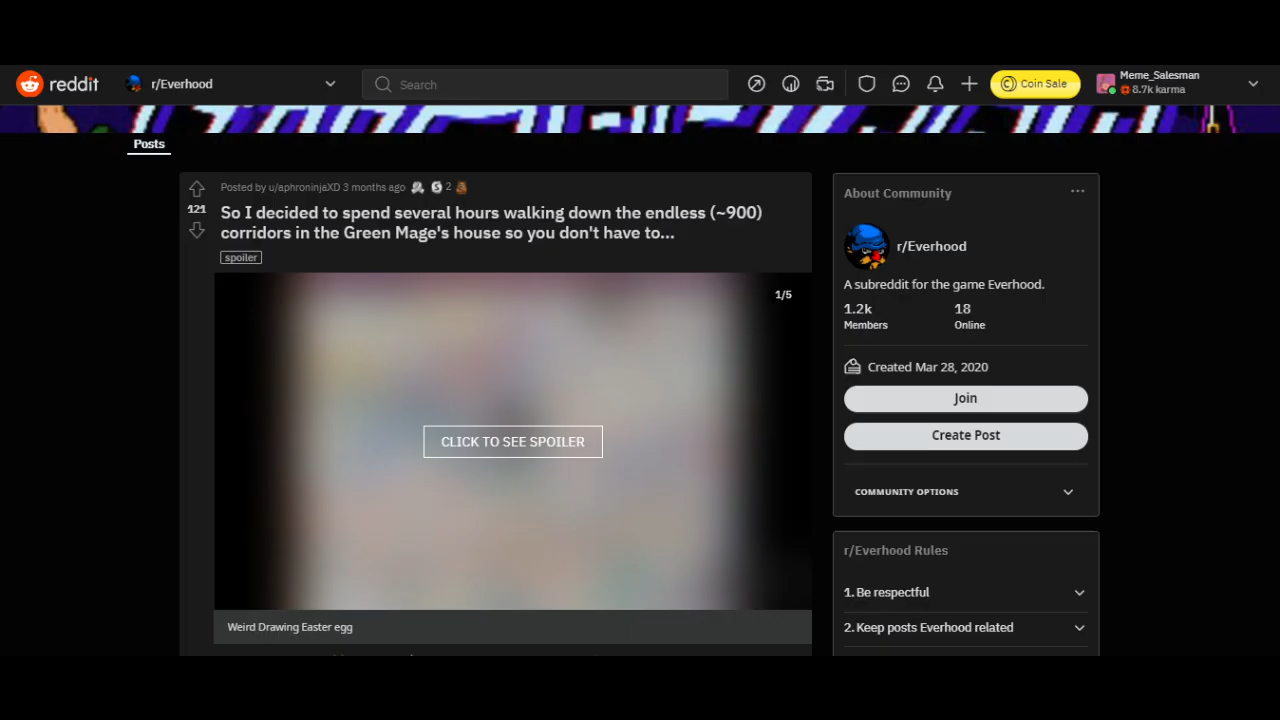 reddit
r/Everhood
Search
Coin Sale
Meme_Salesman
8.7k karma
Posts
121
Posted by u/aphroninjaXD 3 months ago
2
So I decided to spend several hours walking down the endless (~900)
corridors in the Green Mage's house so you don't have to...
spoiler
1/5
CLICK TO SEE SPOILER
Weird Drawing Easter egg
About Community
r/Everhood
A subreddit for the game Everhood.
1.2k 18
Members Online
Created Mar 28, 2020
Join
Create Post
COMMUNITY OPTIONS
r/Everhood Rules
1. Be respectful
2. Keep posts Everhood related